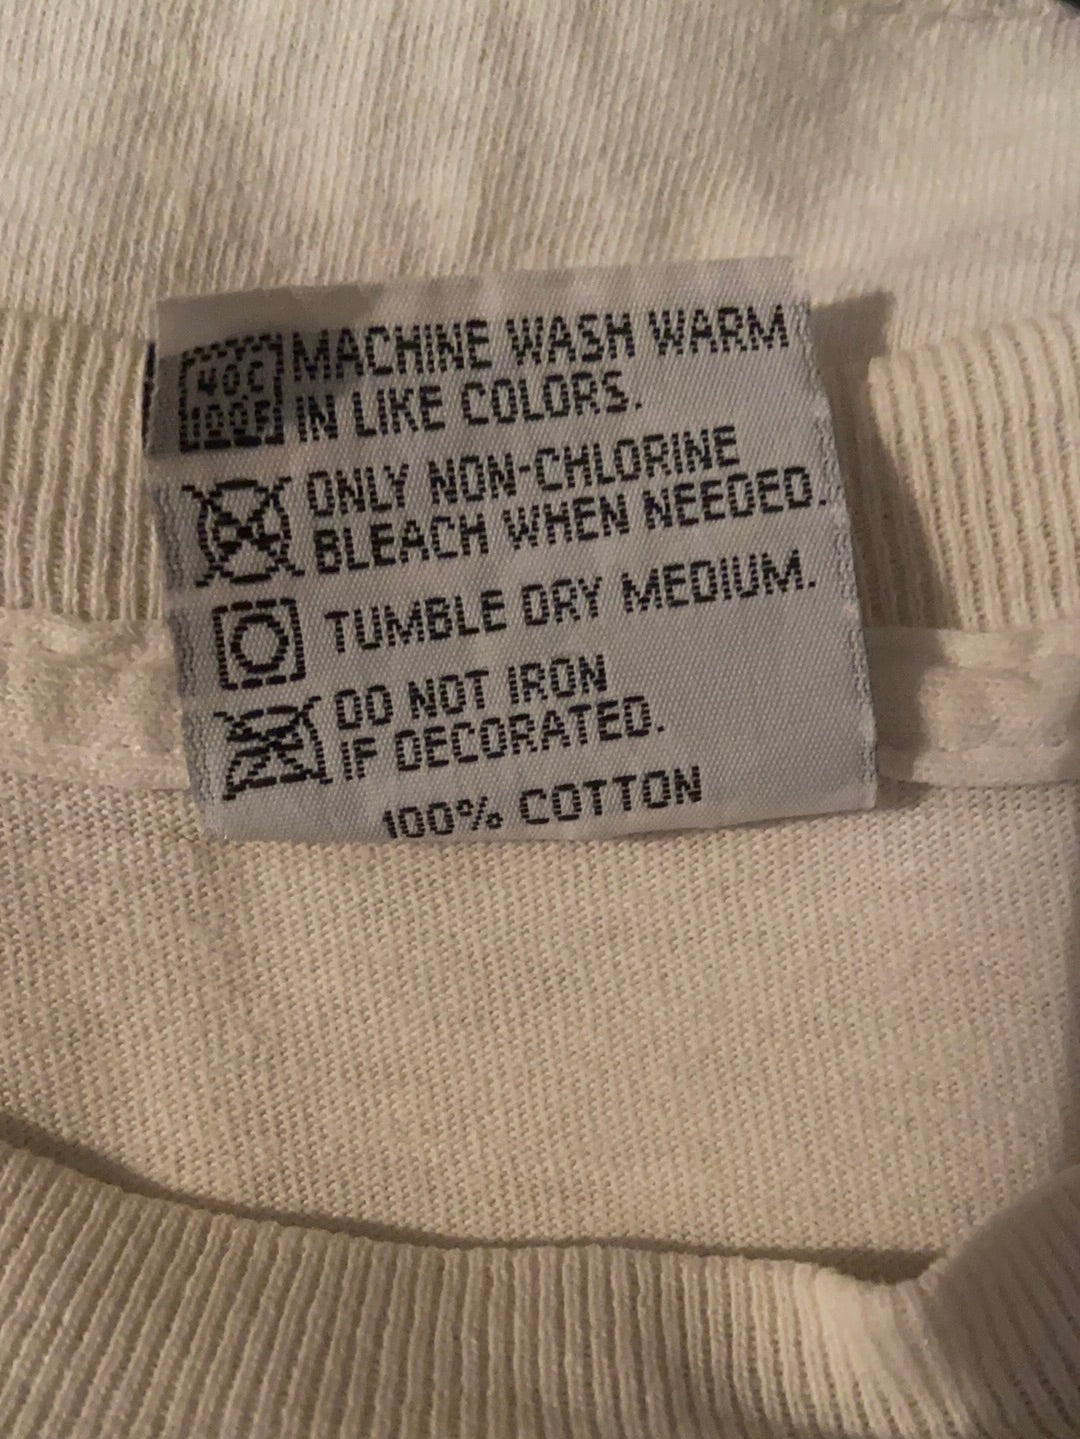 MACHINE WASH WARM
IN LIKE COLORS.
40C
100F
ONLY NON-CHLORINE
BLEACH WHEN NEEDED.
TUMBLE DRY MEDIUM.
DO NOT IRON
IF DECORATED.
100% COTTON